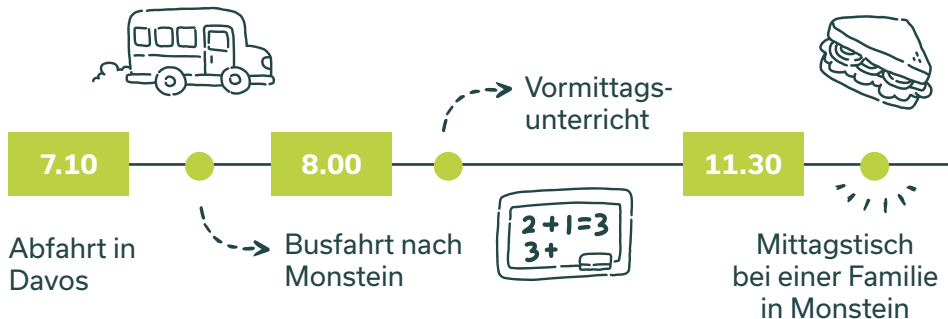 Vormittags-
unterricht
7.10
8.00
11.30
2+1=3
3+
Abfahrt in
Davos
Busfahrt nach
Monstein
Mittagstisch
bei einer Familie
in Monstein